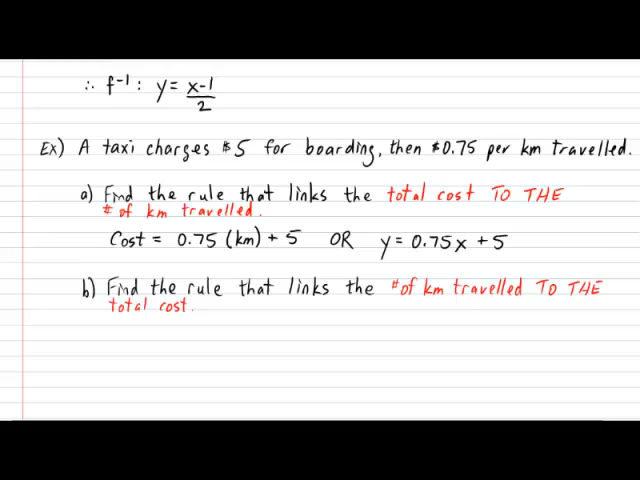 ∴ f⁻¹: y = x-1
2
Ex) A taxi charges $5 for boarding, then $0.75 per km travelled.
a) Find the rule that links the total cost TO THE
# of km travelled.
Cost = 0.75 (km) + 5 OR y = 0.75x + 5
b) Find the rule that links the # of km travelled TO THE
total cost.